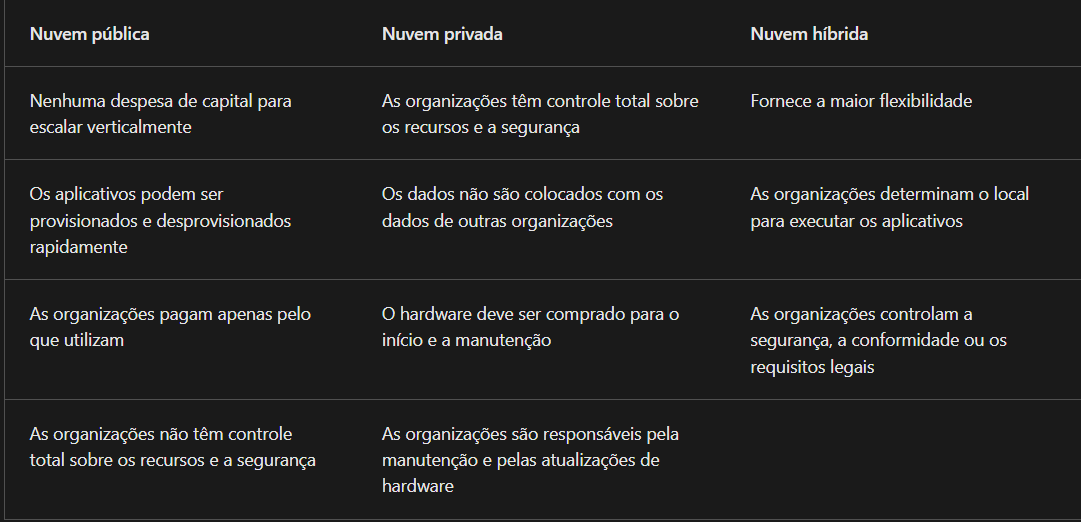 Nuvem pública
Nuvem privada
Nuvem híbrida
Nenhuma despesa de capital para
escalar verticalmente
As organizações têm controle total sobre
os recursos e a segurança
Fornece a maior flexibilidade
Os aplicativos podem ser
provisionados e desprovisionados
rapidamente
Os dados não são colocados com os
dados de outras organizações
As organizações determinam o local
para executar os aplicativos
As organizações pagam apenas pelo
que utilizam
O hardware deve ser comprado para o
início e a manutenção
As organizações controlam a
segurança, a conformidade ou os
requisitos legais
As organizações não têm controle
total sobre os recursos e a segurança
As organizações são responsáveis pela
manutenção e pelas atualizações de
hardware